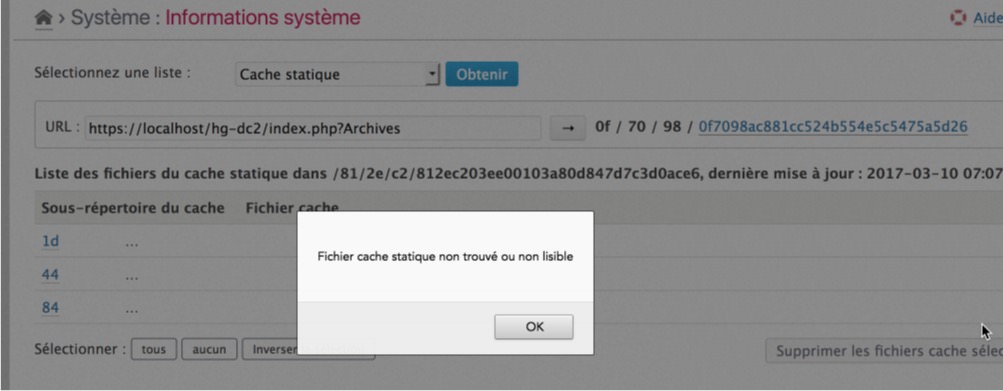 › Système : Informations système
Aide
Sélectionnez une liste : Cache statique Obtenir
URL : https://localhost/hg-dc2/index.php?Archives → 0f / 70 / 98 / 0f7098ac881cc524b554e5c5475a5d26
Liste des fichiers du cache statique dans /81/2e/c2/812ec203ee00103a80d847d7c3d0ace6, dernière mise à jour : 2017-03-10 07:07
Sous-répertoire du cache Fichier cache
1d ...
44 ...
84 ...
Fichier cache statique non trouvé ou non lisible
OK
Sélectionner : tous aucun Inverser
Supprimer les fichiers cache sélec